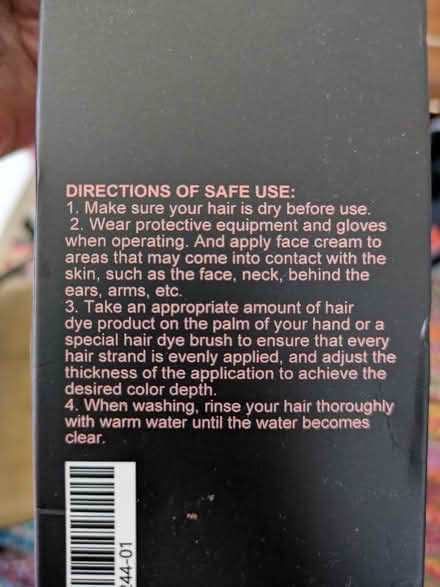 DIRECTIONS OF SAFE USE:
1. Make sure your hair is dry before use.
2. Wear protective equipment and gloves
when operating. And apply face cream to
areas that may come into contact with the
skin, such as the face, neck, behind the
ears, arms, etc.
3. Take an appropriate amount of hair
dye product on the palm of your hand or a
special hair dye brush to ensure that every
hair strand is evenly applied, and adjust the
thickness of the application to achieve the
desired color depth.
4. When washing, rinse your hair thoroughly
with warm water until the water becomes
clear.
244-01